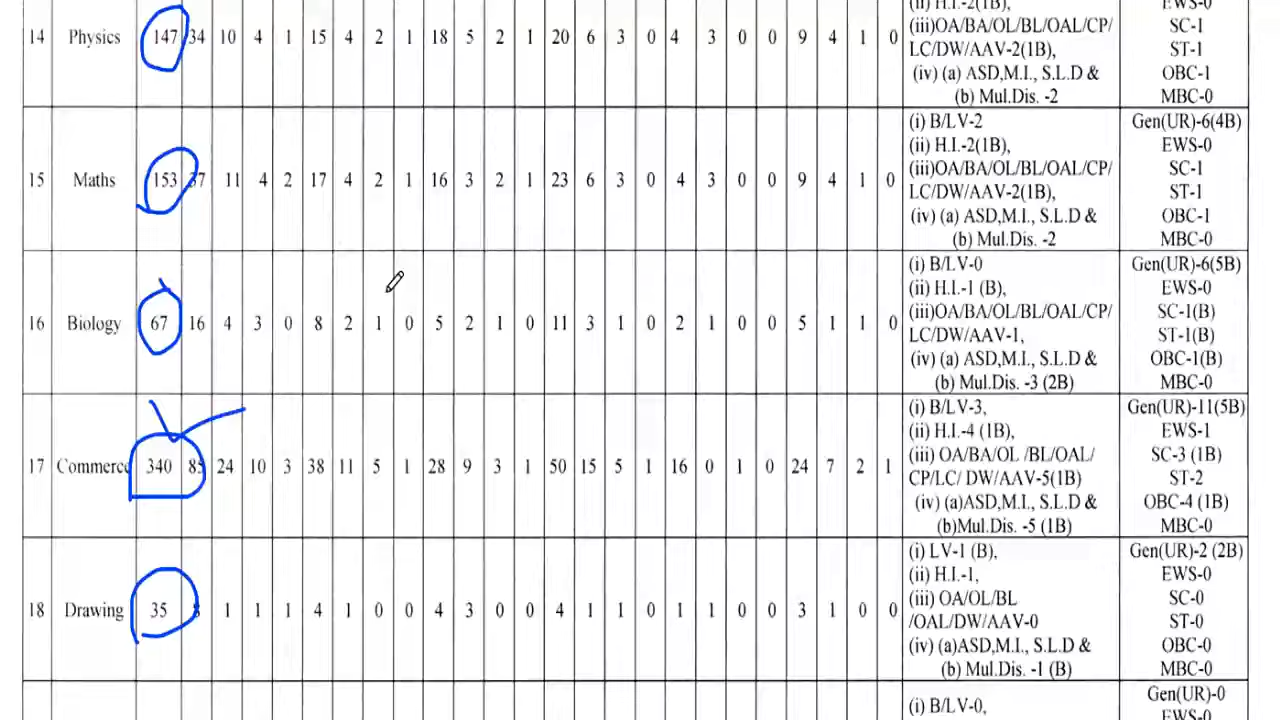 (ii) H.I.-2(1B),
EWS-0
14 Physics 147 34 10 4 1 15 4 2 1 18 5 2 1 20 6 3 0 4 3 0 0 9 4 1 0
(iii)OA/BA/OL/BL/OAL/CP/
LC/DW/AAV-2(1B),
(iv) (a) ASD,M.I., S.L.D &
(b) Mul.Dis. -2
SC-1
ST-1
OBC-1
MBC-0
15 Maths 153 37 11 4 2 17 4 2 1 16 3 2 1 23 6 3 0 4 3 0 0 9 4 1 0
(i) B/LV-2
(ii) H.I.-2(1B),
(iii)OA/BA/OL/BL/OAL/CP/
LC/DW/AAV-2(1B),
(iv) (a) ASD,M.I., S.L.D &
(b) Mul.Dis. -2
Gen(UR)-6(4B)
EWS-0
SC-1
ST-1
OBC-1
MBC-0
16 Biology 67 16 4 3 0 8 2 1 0 5 2 1 0 11 3 1 0 2 1 0 0 5 1 1 0
(i) B/LV-0
(ii) H.I.-1 (B),
(iii)OA/BA/OL/BL/OAL/CP/
LC/DW/AAV-1,
(iv) (a) ASD,M.I., S.L.D &
(b) Mul.Dis. -3 (2B)
Gen(UR)-6(5B)
EWS-0
SC-1(B)
ST-1(B)
OBC-1(B)
MBC-0
17 Commerce 340 85 24 10 3 38 11 5 1 28 9 3 1 50 15 5 1 16 0 1 0 24 7 2 1
(i) B/LV-3,
(ii) H.I.-4 (1B),
(iii) OA/BA/OL /BL/OAL/
CP/LC/ DW/AAV-5(1B)
(iv) (a)ASD,M.I., S.L.D &
(b)Mul.Dis. -5 (1B)
Gen(UR)-11(5B)
EWS-1
SC-3 (1B)
ST-2
OBC-4 (1B)
MBC-0
18 Drawing 35 1 1 1 4 1 0 0 4 3 0 0 4 1 1 0 1 1 0 0 3 1 0 0
(i) LV-1 (B),
(ii) H.I.-1,
(iii) OA/OL/BL
/OAL/DW/AAV-0
(iv) (a)ASD,M.I., S.L.D &
(b) Mul.Dis. -1 (B)
Gen(UR)-2 (2B)
EWS-0
SC-0
ST-0
OBC-0
MBC-0
(i) B/LV-0,
Gen(UR)-0
EWS-0